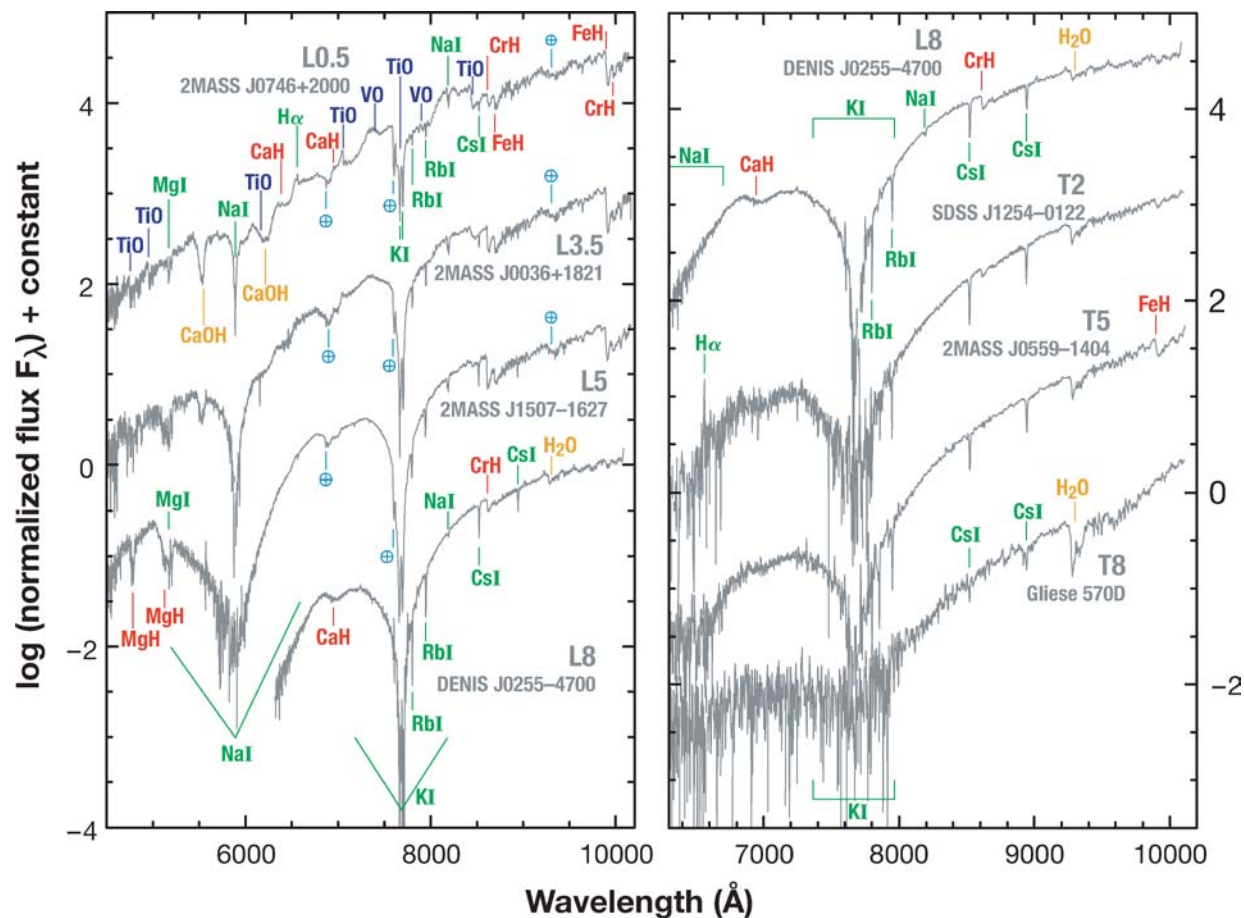 log (normalized flux Fλ) + constant
4
2
0
−2
−4
6000
8000
10000
L0.5
2MASS J0746+2000
TiO
TiO
MgI
NaI
TiO
CaH
Hα
CaH
TiO
VO
TiO
VO
NaI
TiO
CrH
FeH
⊕
FeH
CrH
CaOH
CaOH
⊕
⊕
KI
RbI
RbI
CsI
⊕
L3.5
2MASS J0036+1821
⊕
⊕
⊕
L5
2MASS J1507−1627
MgI
MgH
MgH
NaI
⊕
⊕
NaI
CrH
CsI
H2O
CsI
CaH
RbI
RbI
KI
L8
DENIS J0255−4700
L8
DENIS J0255−4700
NaI
CaH
KI
NaI
CrH
H2O
CsI
CsI
RbI
RbI
T2
SDSS J1254−0122
Hα
T5
2MASS J0559−1404
FeH
CsI
CsI
H2O
T8
Gliese 570D
KI
4
2
0
−2
7000
8000
9000
10000
Wavelength (Å)